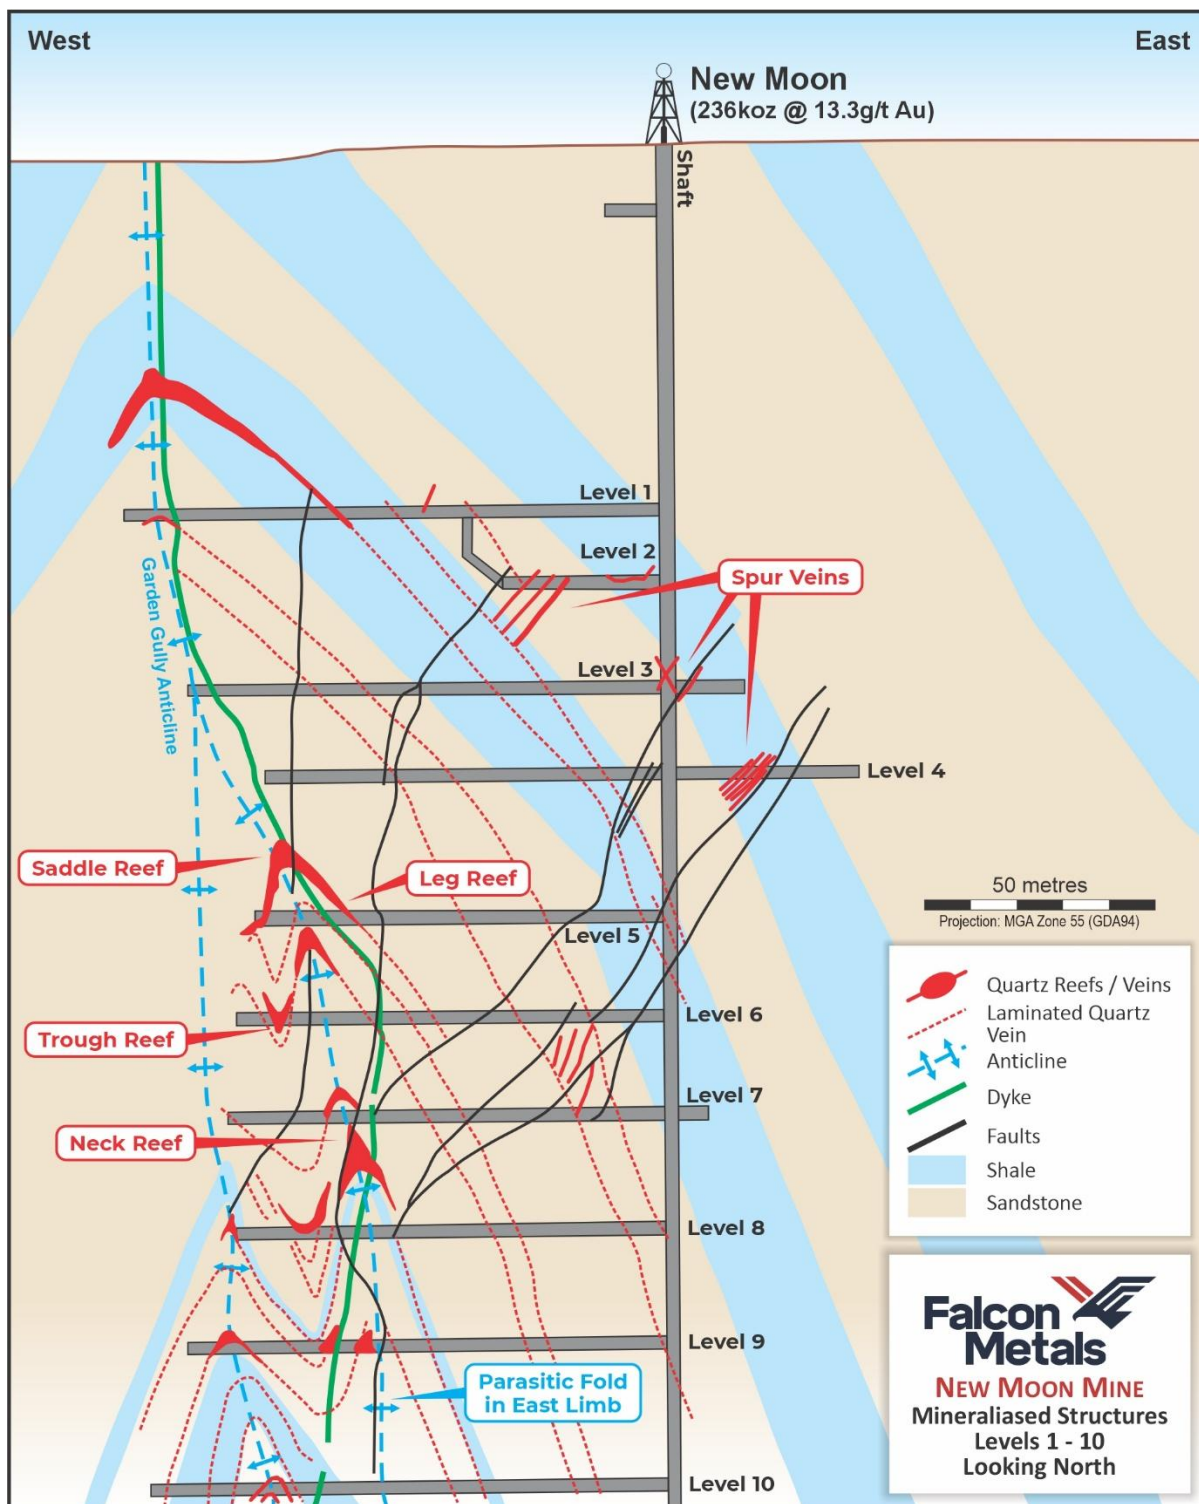 West
East
New Moon
(236koz @ 13.3g/t Au)
Shaft
Level 1
Level 2
Spur Veins
Level 3
Garden Gully Anticline
Level 4
Saddle Reef
Leg Reef
50 metres
Projection: MGA Zone 55 (GDA94)
Level 5
Quartz Reefs / Veins
Laminated Quartz
Vein
Anticline
Dyke
Faults
Shale
Sandstone
Level 6
Trough Reef
Level 7
Neck Reef
Level 8
Level 9
Parasitic Fold
in East Limb
Level 10
Falcon
Metals
NEW MOON MINE
Mineraliased Structures
Levels 1 - 10
Looking North